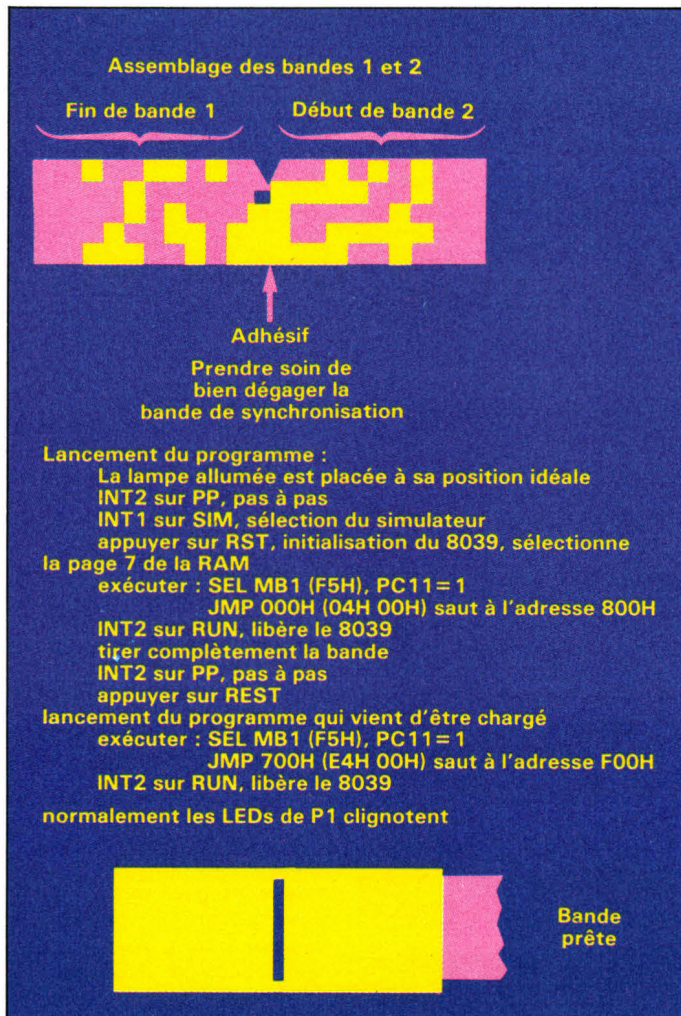 Assemblage des bandes 1 et 2
Fin de bande 1
Début de bande 2
Adhésif
Prendre soin de
bien dégager la
bande de synchronisation
Lancement du programme :
La lampe allumée est placée à sa position idéale
INT2 sur PP, pas à pas
INT1 sur SIM, sélection du simulateur
appuyer sur RST, initialisation du 8039, sélectionne
la page 7 de la RAM
exécuter : SEL MB1 (F5H), PC11=1
JMP 000H (04H 00H) saut à l'adresse 800H
INT2 sur RUN, libère le 8039
tirer complètement la bande
INT2 sur PP, pas à pas
appuyer sur REST
lancement du programme qui vient d'être chargé
exécuter : SEL MB1 (F5H), PC11=1
JMP 700H (E4H 00H) saut à l'adresse F00H
INT2 sur RUN, libère le 8039
normalement les LEDs de P1 clignotent
Bande
prête